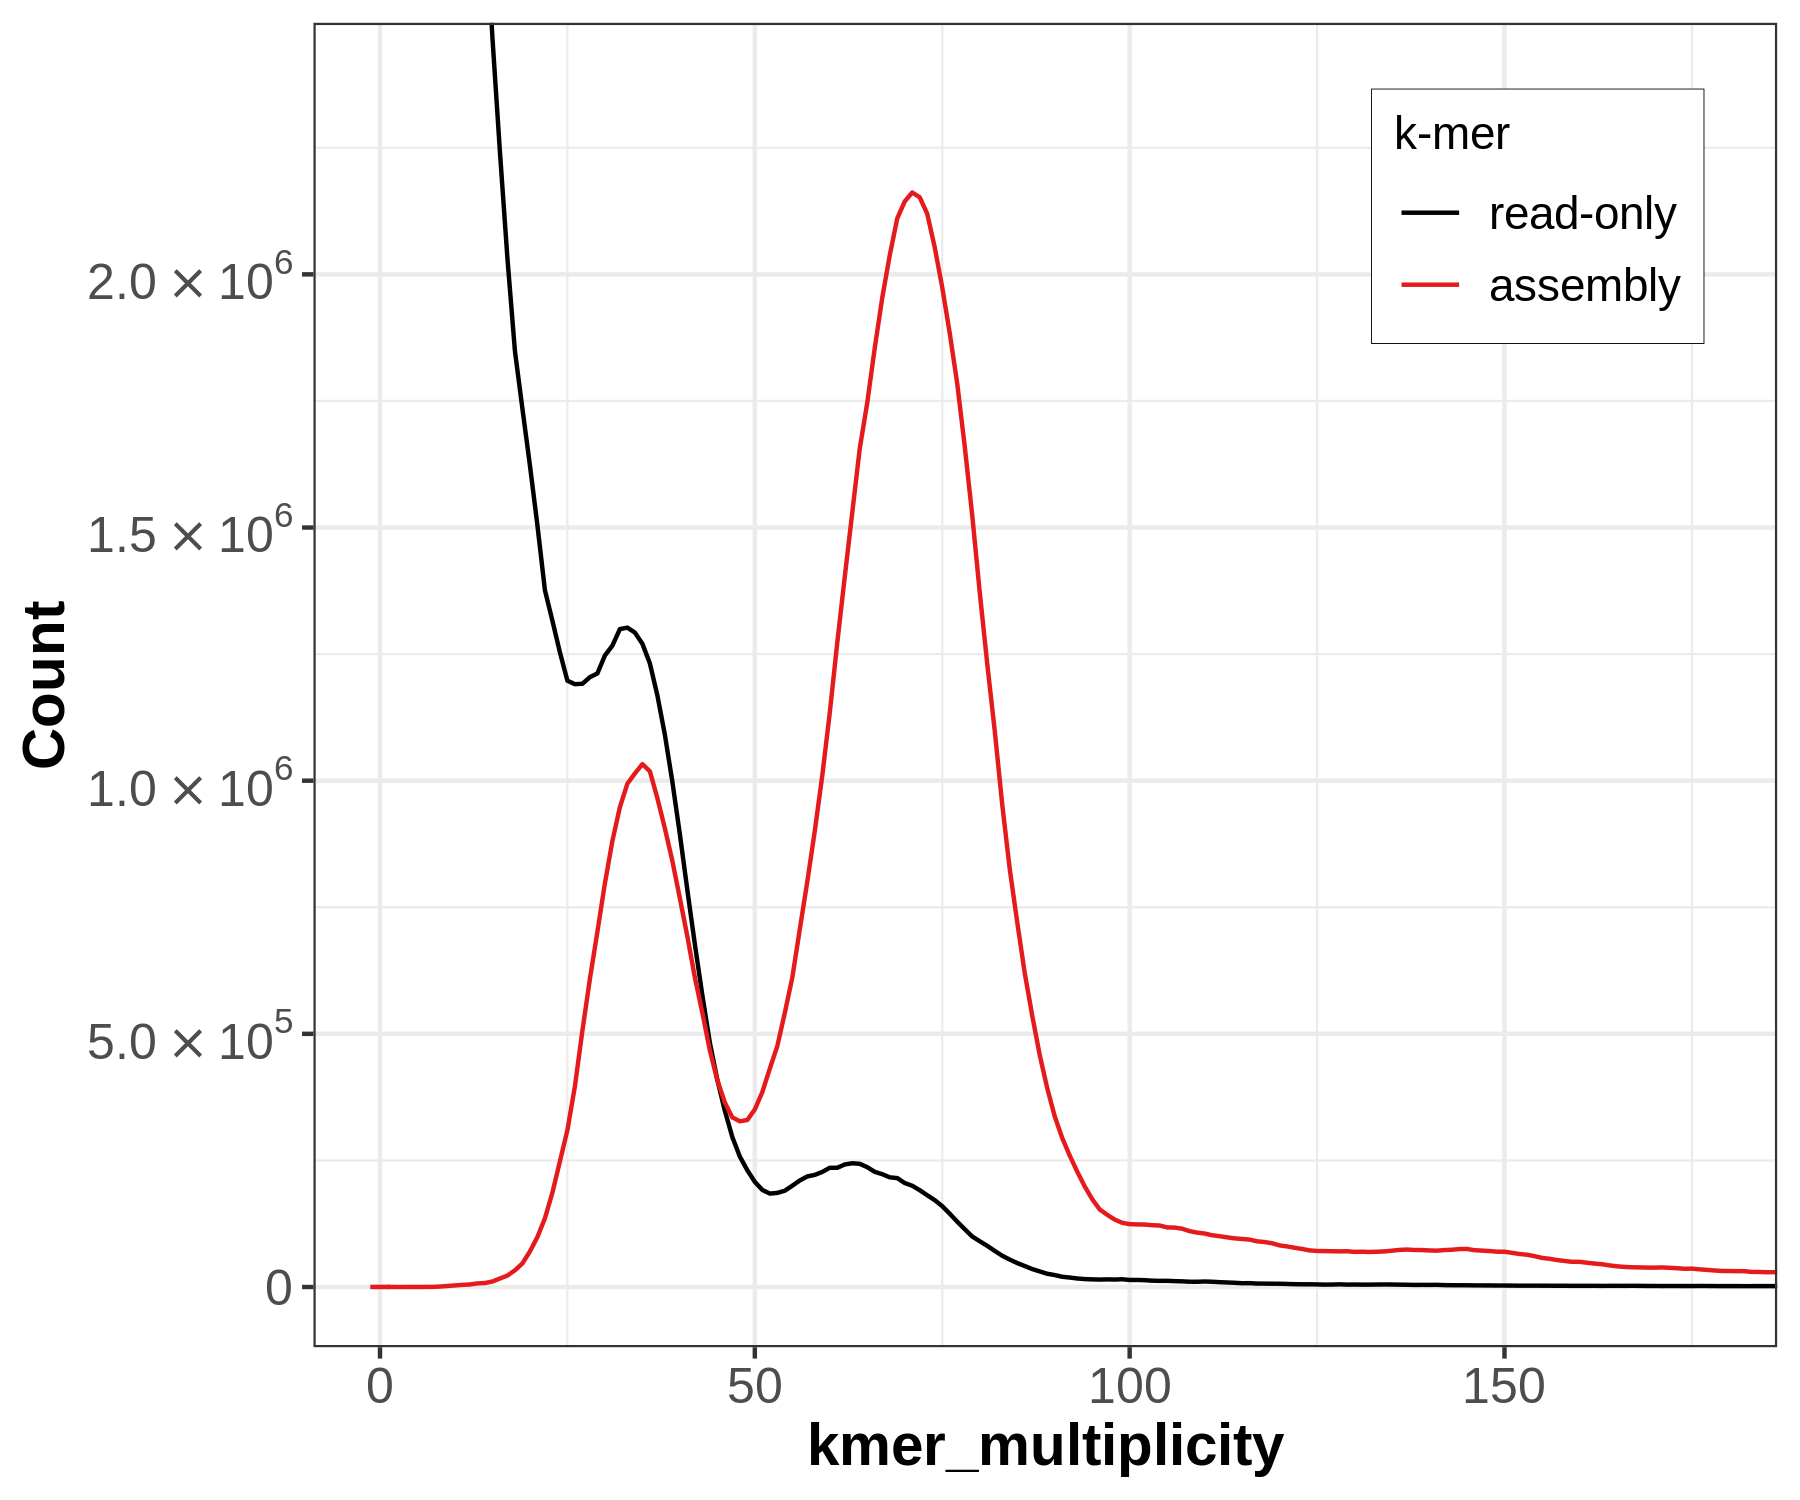 k-mer
read-only
assembly
2.0 × 10⁶
1.5 × 10⁶
1.0 × 10⁶
5.0 × 10⁵
0
Count
0 50 100 150
kmer_multiplicity